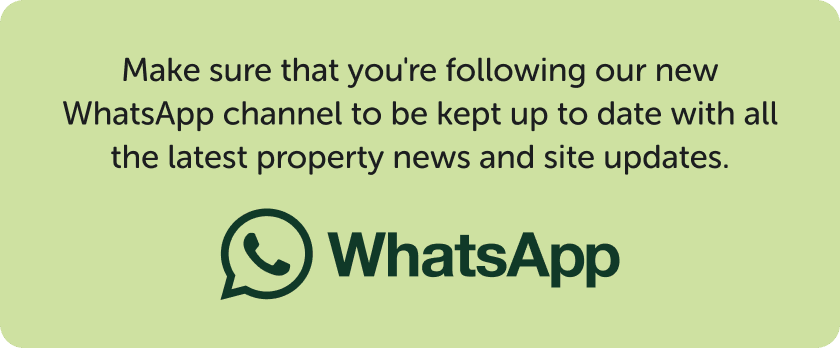 Make sure that you're following our new
WhatsApp channel to be kept up to date with all
the latest property news and site updates.
WhatsApp